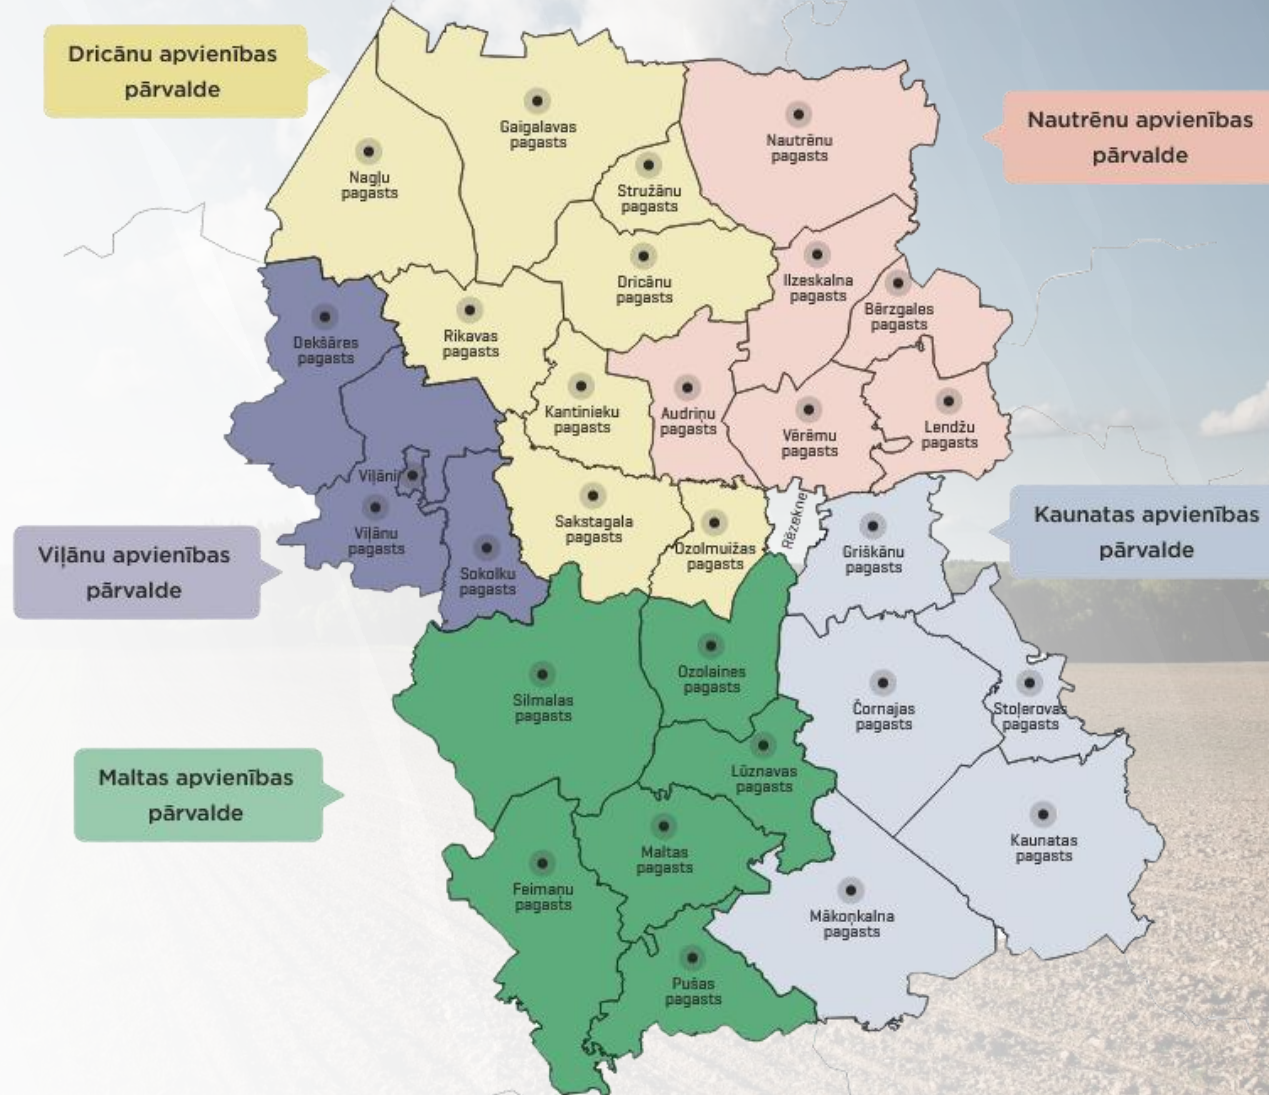 Dricānu apvienības
pārvalde
Nautrēnu apvienības
pārvalde
Gaigalavas
pagasts
Nautrēnu
pagasts
Nagļu
pagasts
Stružānu
pagasts
Dricānu
pagasts
Ilzeskalna
pagasts
Bērzgales
pagasts
Dekšāres
pagasts
Rikavas
pagasts
Kantinieku
pagasts
Audriņu
pagasts
Vērēmu
pagasts
Lendžu
pagasts
Viļāni
Viļānu
pagasts
Sakstagala
pagasts
Ozolmuižas
pagasts
Rēzekne
Griškānu
pagasts
Kaunatas apvienības
pārvalde
Viļānu apvienības
pārvalde
Sokolku
pagasts
Silmalas
pagasts
Ozolaines
pagasts
Čornajas
pagasts
Stoļerovas
pagasts
Maltas apvienības
pārvalde
Lūznavas
pagasts
Maltas
pagasts
Kaunatas
pagasts
Feimaņu
pagasts
Mākoņkalna
pagasts
Pušas
pagasts